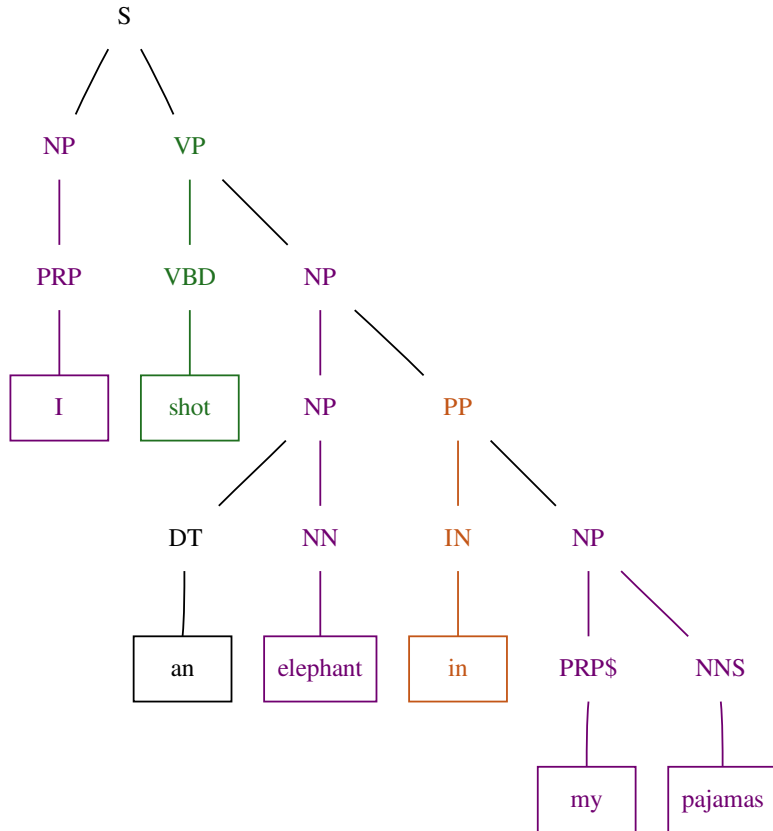 S
NP VP
PRP VBD NP
I shot NP PP
DT NN IN NP
an elephant in PRP$ NNS
my pajamas